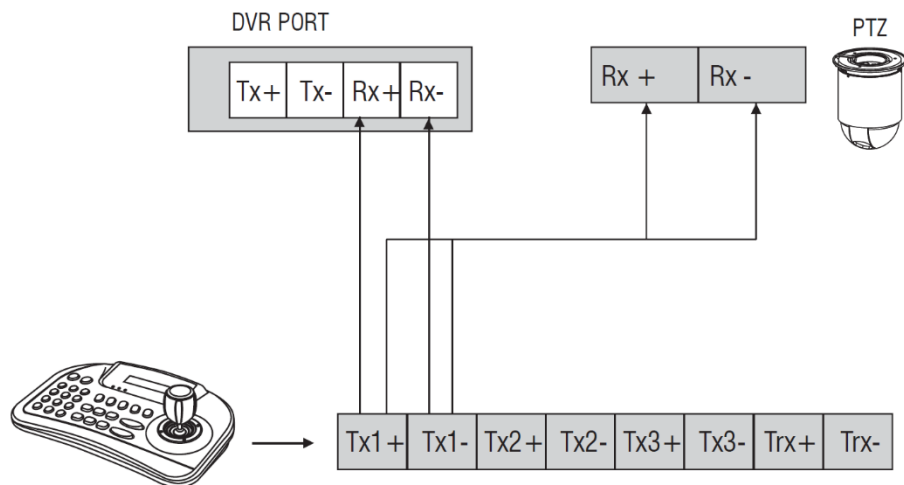 DVR PORT
PTZ
Tx+ Tx- Rx+ Rx-
Rx + Rx -
Tx1+ Tx1- Tx2+ Tx2- Tx3+ Tx3- Trx+ Trx-